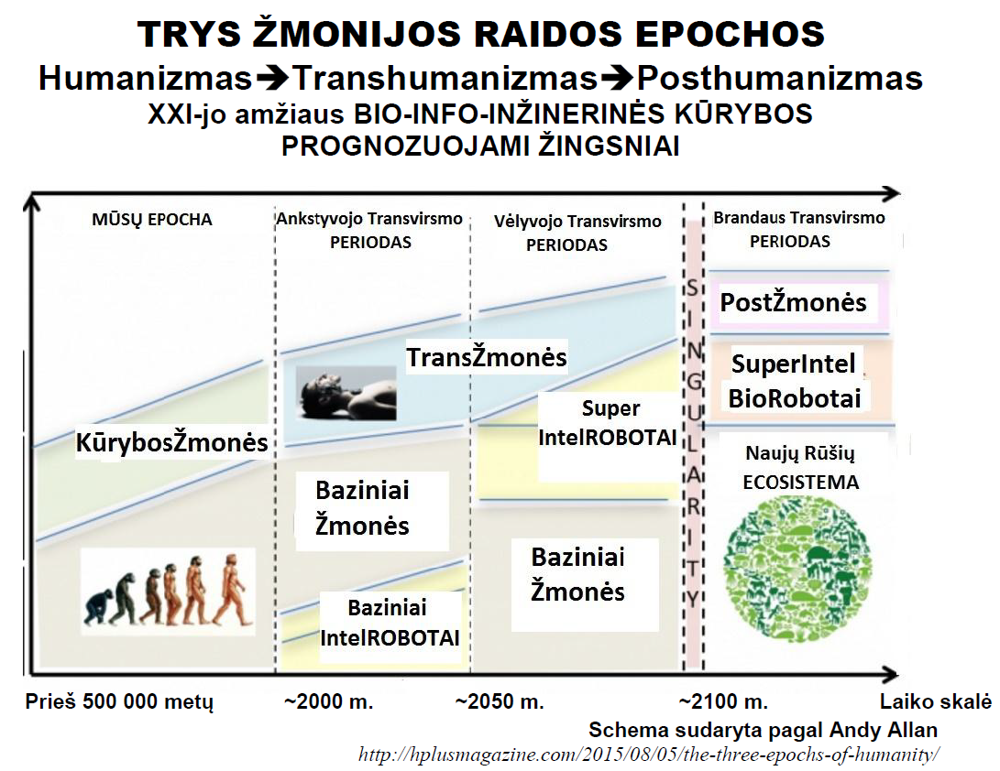 TRYS ŽMONIJOS RAIDOS EPOCHOS
Humanizmas➔Transhumanizmas➔Posthumanizmas
XXI-jo amžiaus BIO-INFO-INŽINERINĖS KŪRYBOS
PROGNOZUOJAMI ŽINGSNIAI
MŪSŲ EPOCHA
Ankstyvojo Transvirsmo
PERIODAS
Vėlyvojo Transvirsmo
PERIODAS
Brandaus Transvirsmo
PERIODAS
SINGULARITY
KūrybosŽmonės
TransŽmonės
Baziniai
Žmonės
Baziniai
IntelROBOTAI
Super
IntelROBOTAI
Baziniai
Žmonės
PostŽmonės
SuperIntel
BioRobotai
Naujų Rūšių
ECOSISTEMA
Prieš 500 000 metų
~2000 m.
~2050 m.
~2100 m.
Laiko skalė
Schema sudaryta pagal Andy Allan
http://hplusmagazine.com/2015/08/05/the-three-epochs-of-humanity/